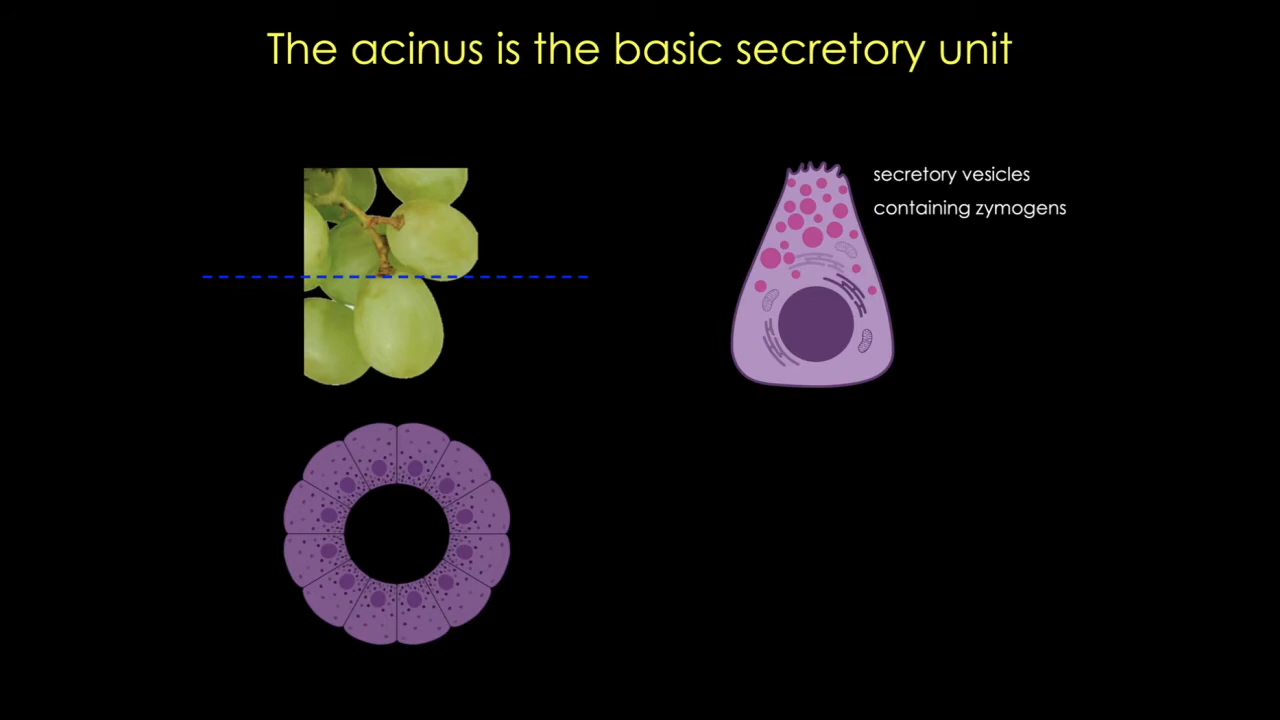 The acinus is the basic secretory unit
secretory vesicles
containing zymogens